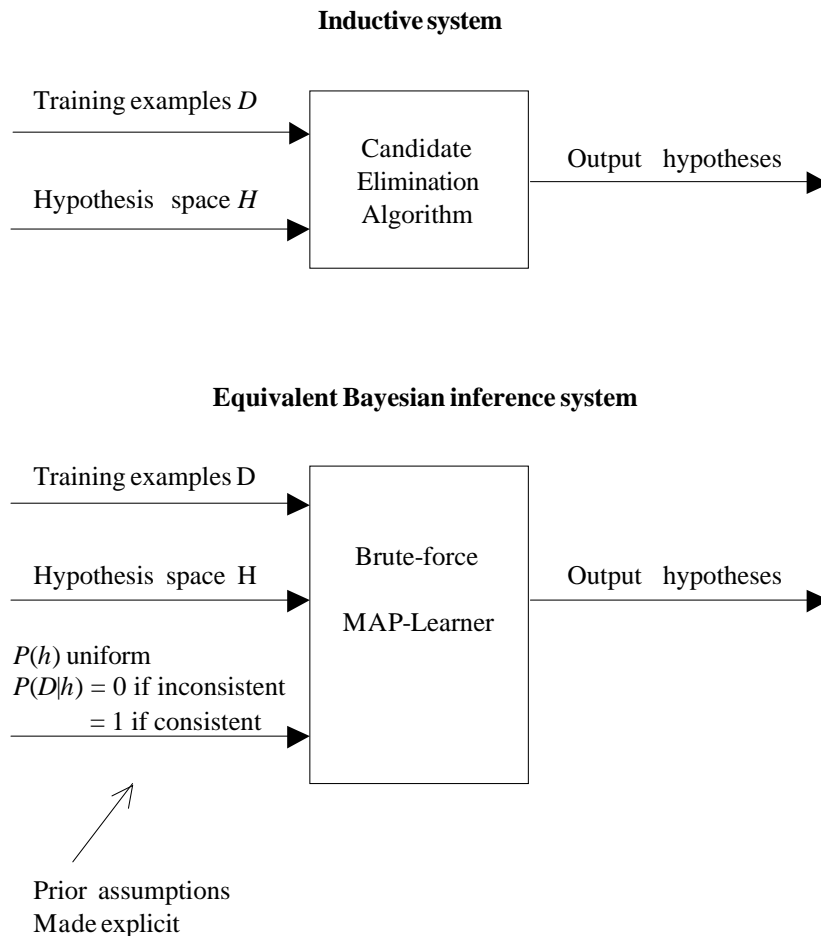 Inductive system
Training examples D
Hypothesis space H
Candidate
Elimination
Algorithm
Output hypotheses
Equivalent Bayesian inference system
Training examples D
Hypothesis space H
P(h) uniform
P(D|h) = 0 if inconsistent
= 1 if consistent
Brute-force
MAP-Learner
Output hypotheses
Prior assumptions
Made explicit